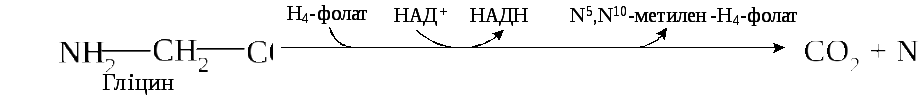 H₄-фолат НАД⁺ НАДН N⁵,N¹⁰-метилен-H₄-фолат
NH₂—CH₂—C CO₂ + N
Гліцин